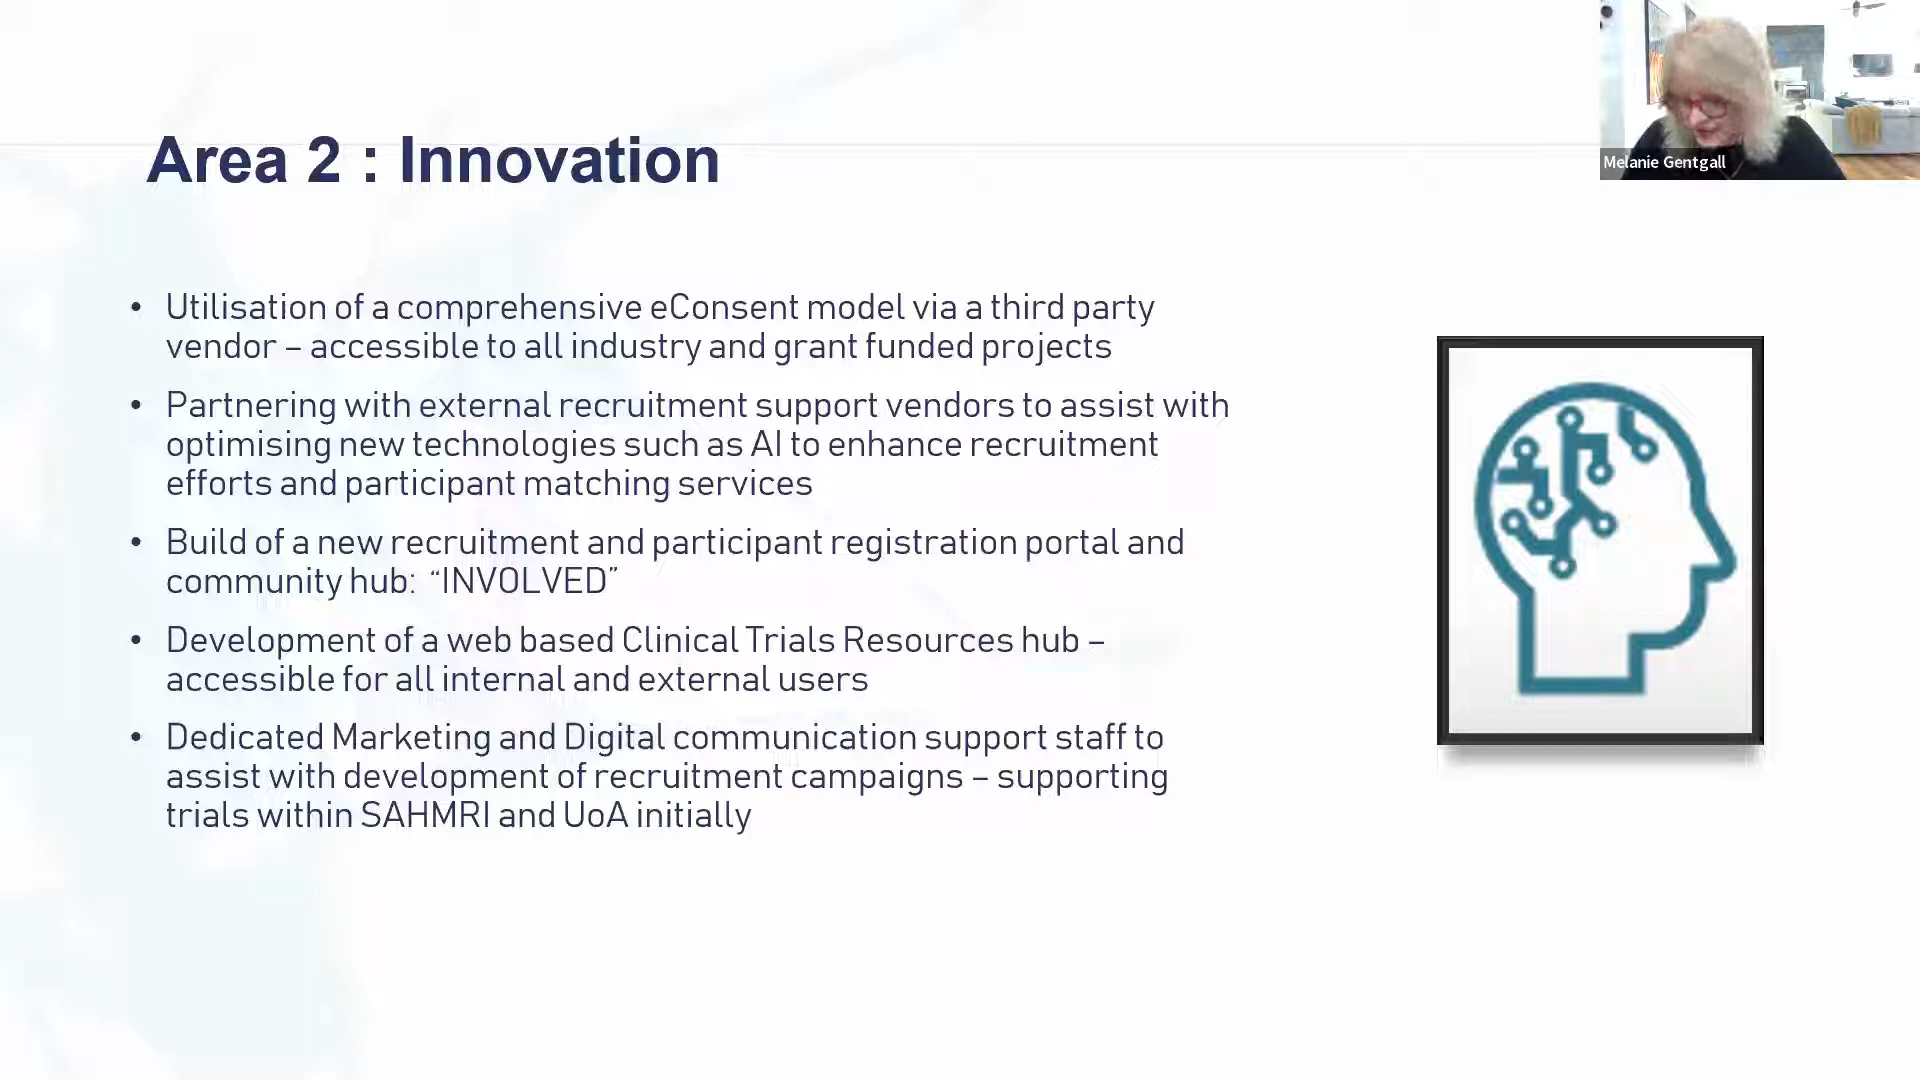 Area 2 : Innovation
Melanie Gentgall
• Utilisation of a comprehensive eConsent model via a third party
vendor – accessible to all industry and grant funded projects
• Partnering with external recruitment support vendors to assist with
optimising new technologies such as AI to enhance recruitment
efforts and participant matching services
• Build of a new recruitment and participant registration portal and
community hub: “INVOLVED”
• Development of a web based Clinical Trials Resources hub –
accessible for all internal and external users
• Dedicated Marketing and Digital communication support staff to
assist with development of recruitment campaigns – supporting
trials within SAHMRI and UoA initially